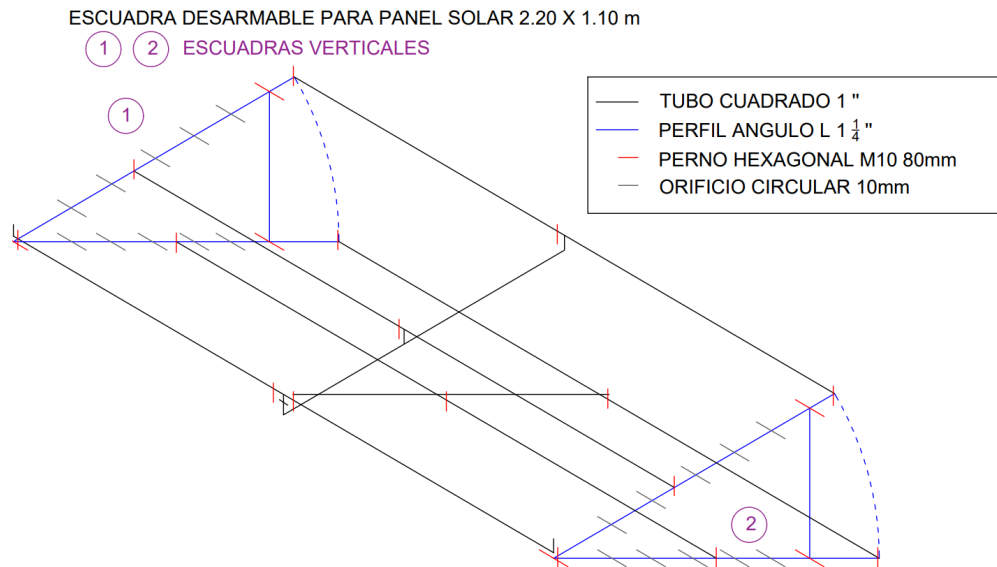 ESCUADRA DESARMABLE PARA PANEL SOLAR 2.20 X 1.10 m
1 2 ESCUADRAS VERTICALES
1
TUBO CUADRADO 1 "
PERFIL ANGULO L 1 1/4 "
PERNO HEXAGONAL M10 80mm
ORIFICIO CIRCULAR 10mm
2